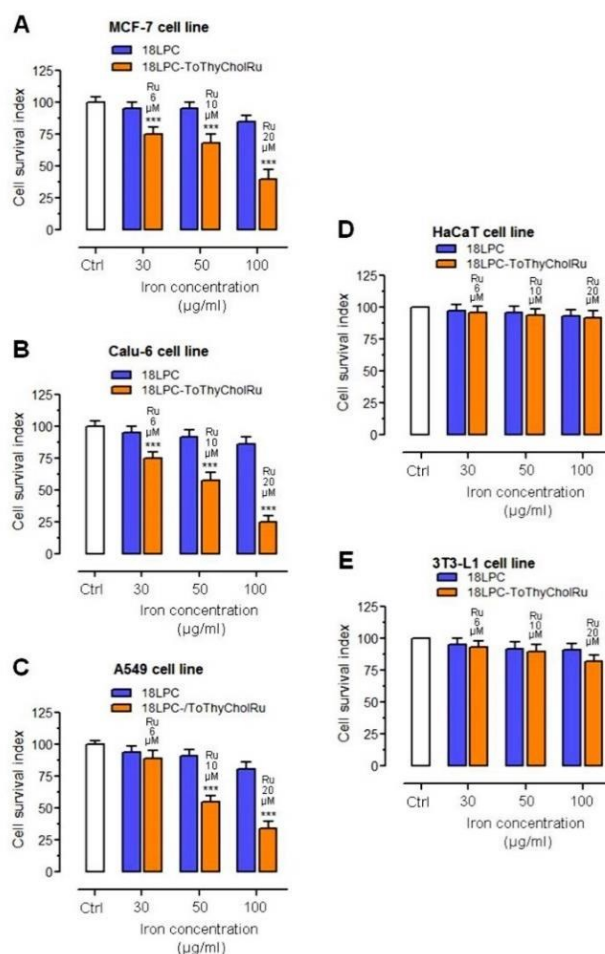 A
MCF-7 cell line
18LPC
18LPC-ToThyCholRu
Cell survival index
125
100
75
50
25
0
Ru
6
µM
***
Ru
10
µM
***
Ru
20
µM
***
Ctrl 30 50 100
Iron concentration
(µg/ml)
B
Calu-6 cell line
18LPC
18LPC-ToThyCholRu
Cell survival index
125
100
75
50
25
0
Ru
6
µM
***
Ru
10
µM
***
Ru
20
µM
***
Ctrl 30 50 100
Iron concentration
(µg/ml)
C
A549 cell line
18LPC
18LPC-/ToThyCholRu
Cell survival index
125
100
75
50
25
0
Ru
6
µM
Ru
10
µM
***
Ru
20
µM
***
Ctrl 30 50 100
Iron concentration
(µg/ml)
D
HaCaT cell line
18LPC
18LPC-ToThyCholRu
Cell survival index
125
100
75
50
25
0
Ru
6
µM
Ru
10
µM
Ru
20
µM
Ctrl 30 50 100
Iron concentration
(µg/ml)
E
3T3-L1 cell line
18LPC
18LPC-ToThyCholRu
Cell survival index
125
100
75
50
25
0
Ru
6
µM
Ru
10
µM
Ru
20
µM
Ctrl 30 50 100
Iron concentration
(µg/ml)